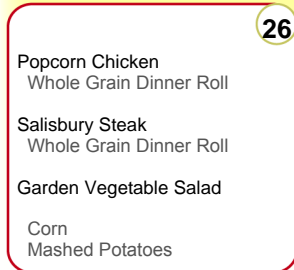 26
Popcorn Chicken
Whole Grain Dinner Roll
Salisbury Steak
Whole Grain Dinner Roll
Garden Vegetable Salad
Corn
Mashed Potatoes